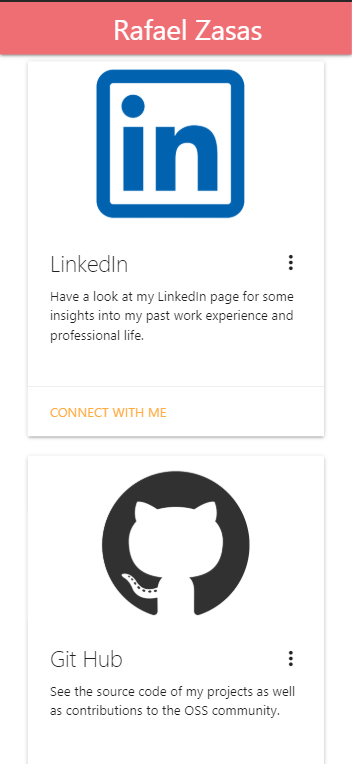 Rafael Zasas
in
LinkedIn
Have a look at my LinkedIn page for some
insights into my past work experience and
professional life.
CONNECT WITH ME
Git Hub
See the source code of my projects as well
as contributions to the OSS community.